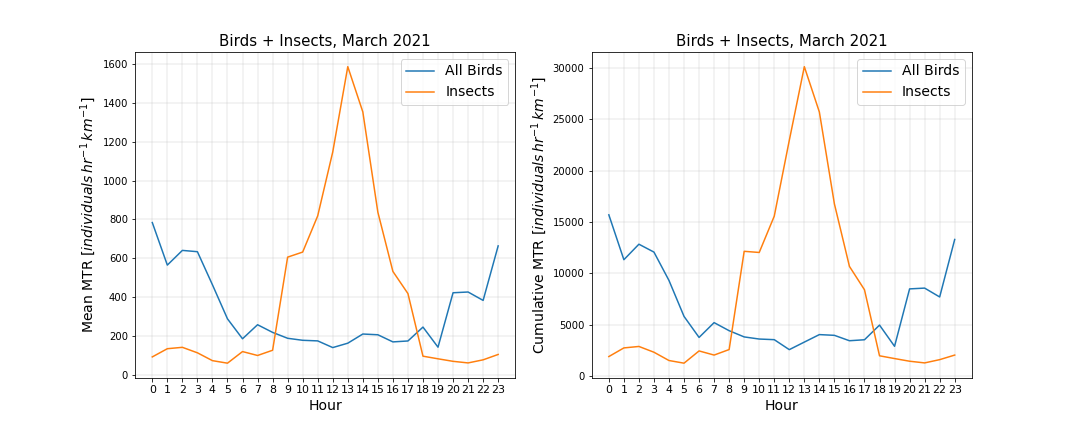 Birds + Insects, March 2021
Mean MTR [individuals hr⁻¹ km⁻¹]
1600
1400
1200
1000
800
600
400
200
0
All Birds
Insects
0 1 2 3 4 5 6 7 8 9 10 11 12 13 14 15 16 17 18 19 20 21 22 23
Hour
Birds + Insects, March 2021
Cumulative MTR [individuals hr⁻¹ km⁻¹]
30000
25000
20000
15000
10000
5000
0
All Birds
Insects
0 1 2 3 4 5 6 7 8 9 10 11 12 13 14 15 16 17 18 19 20 21 22 23
Hour